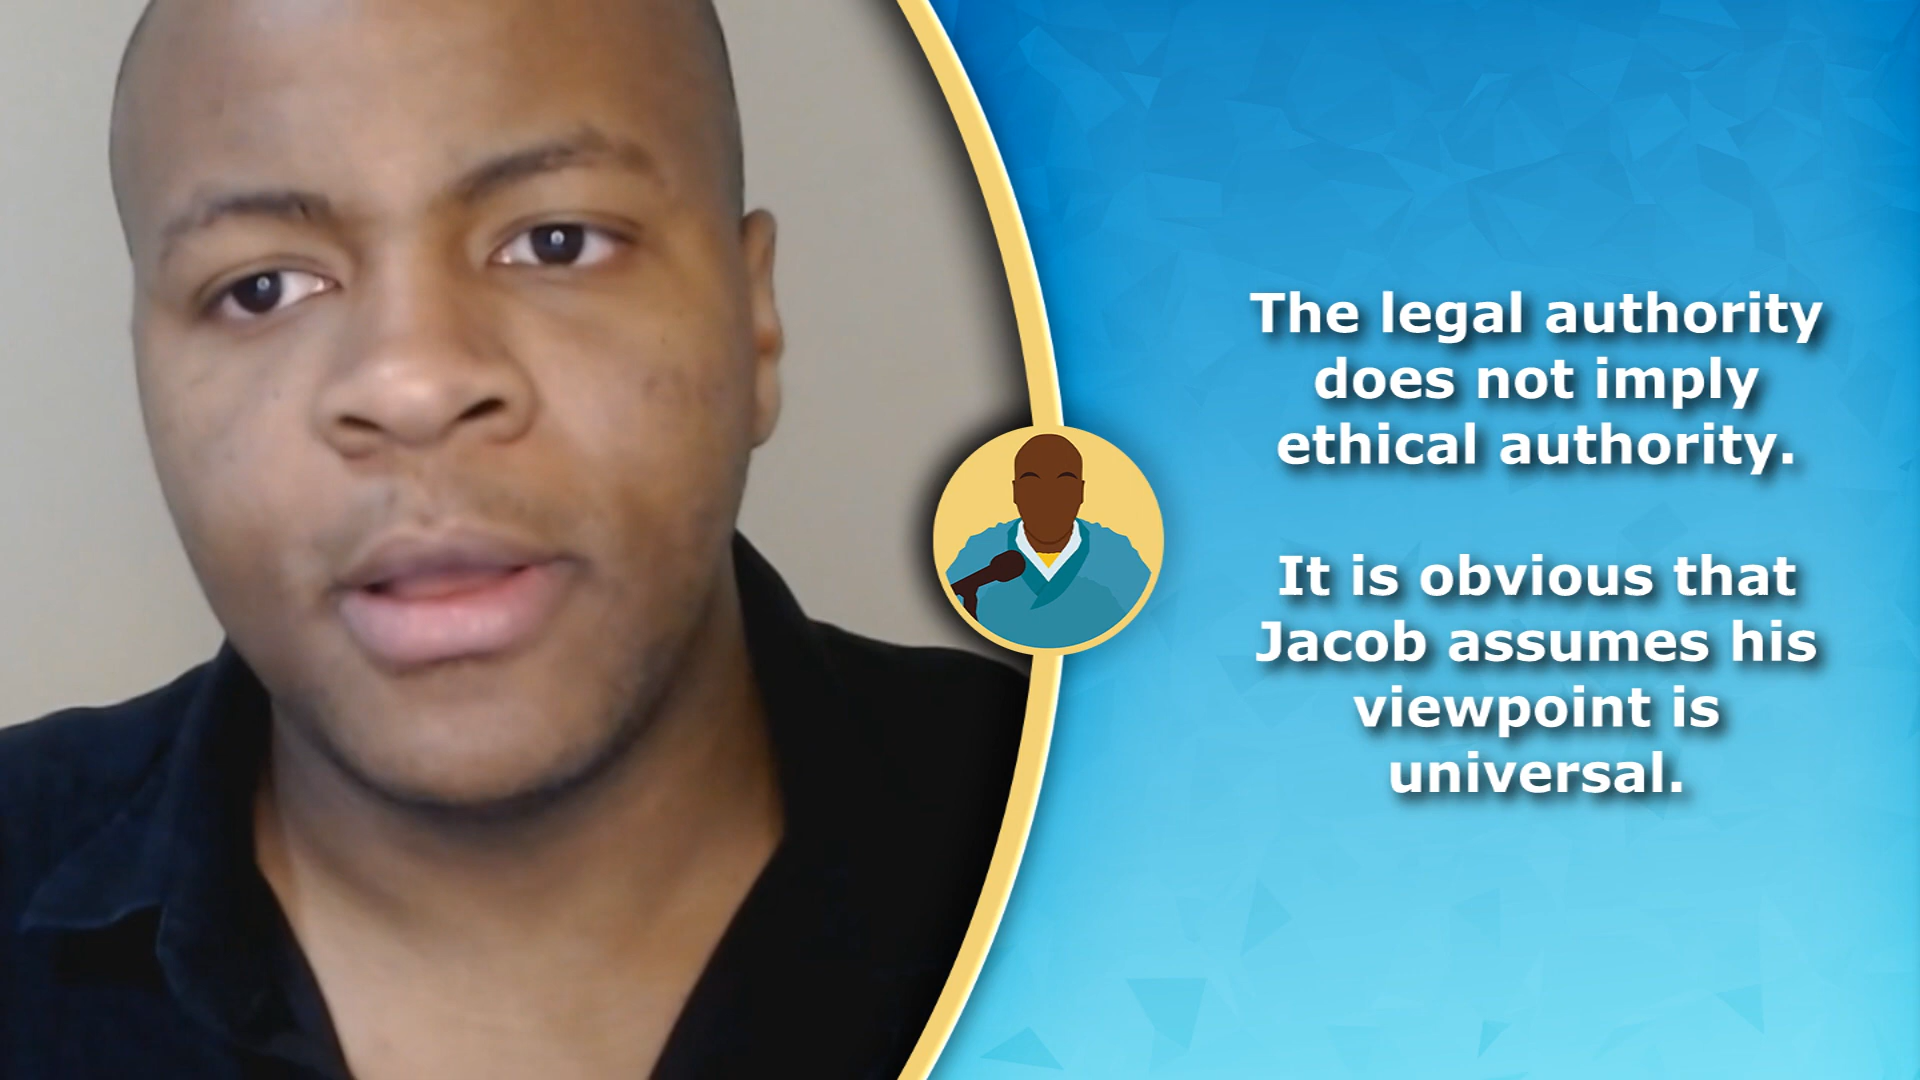 The legal authority
does not imply
ethical authority.
It is obvious that
Jacob assumes his
viewpoint is
universal.